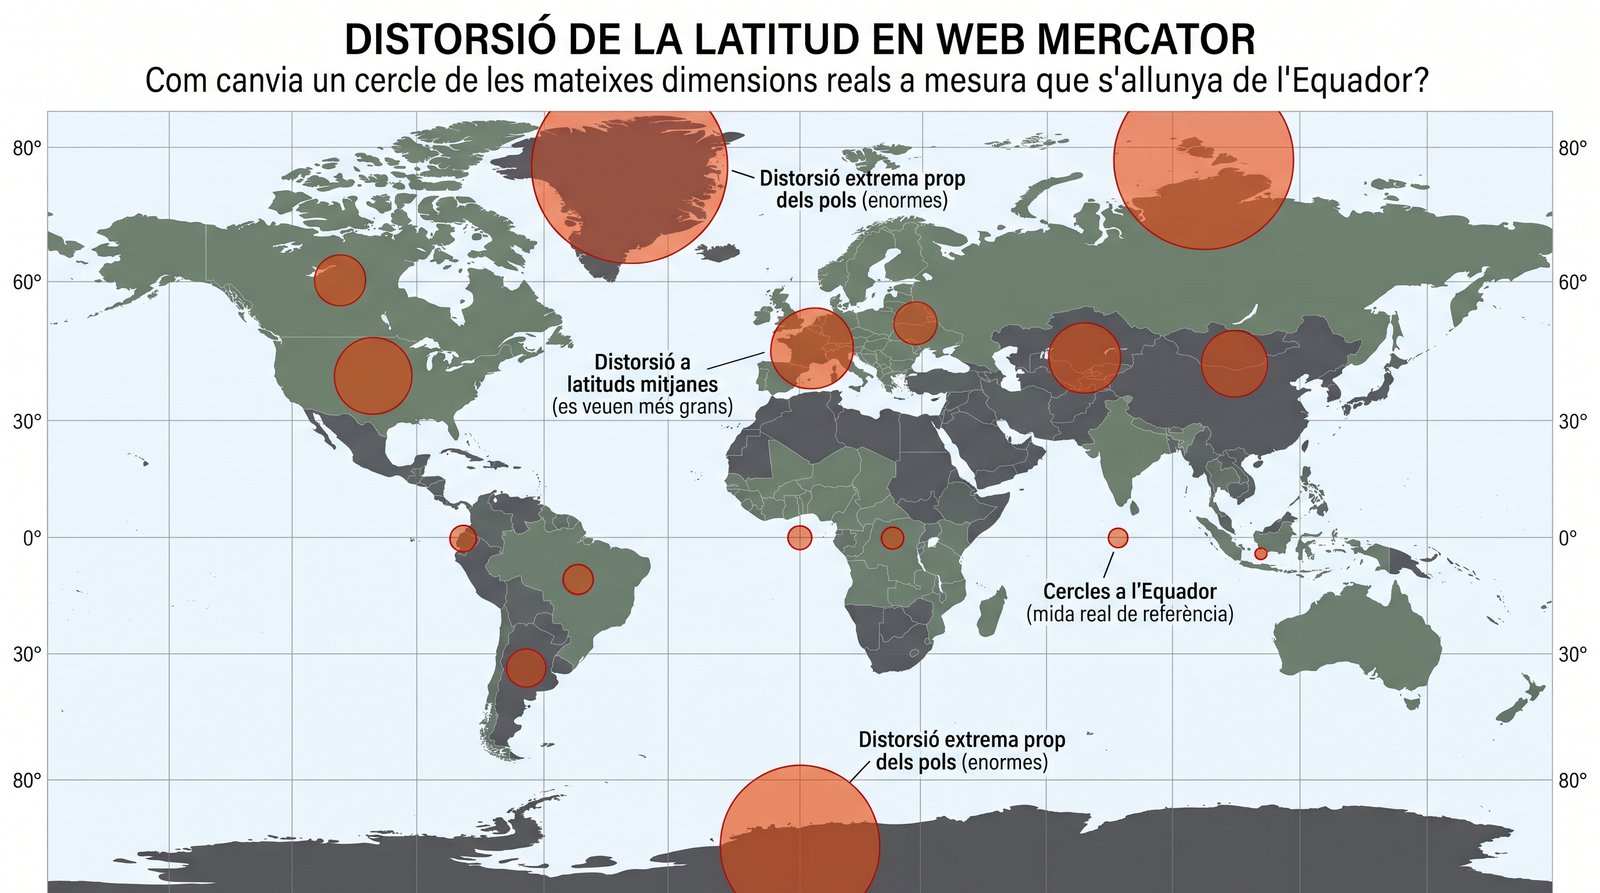 DISTORSIÓ DE LA LATITUD EN WEB MERCATOR
Com canvia un cercle de les mateixes dimensions reals a mesura que s'allunya de l'Equador?
80°
80°
Distorsió extrema prop
dels pols (enormes)
60°
60°
Distorsió a
latituds mitjanes
(es veuen més grans)
30°
30°
0°
0°
Cercles a l'Equador
(mida real de referència)
30°
30°
Distorsió extrema prop
dels pols (enormes)
80°
80°